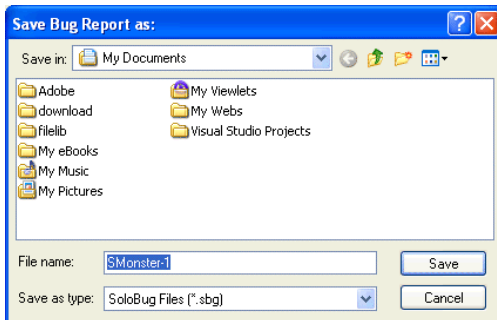 Save Bug Report as:
Save in: My Documents
Adobe
download
filelib
My eBooks
My Music
My Pictures
My Viewlets
My Webs
Visual Studio Projects
File name: SMonster-1 Save
Save as type: SoloBug Files (*.sbg) Cancel